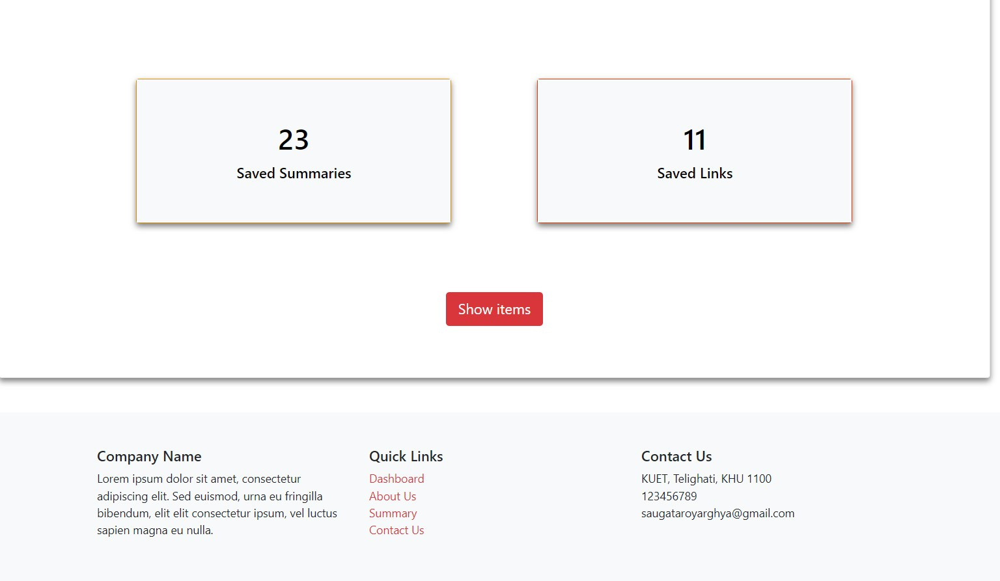 23
Saved Summaries
11
Saved Links
Show items
Company Name
Lorem ipsum dolor sit amet, consectetur
adipiscing elit. Sed euismod, urna eu fringilla
bibendum, elit elit consectetur ipsum, vel luctus
sapien magna eu nulla.
Quick Links
Dashboard
About Us
Summary
Contact Us
Contact Us
KUET, Telighati, KHU 1100
123456789
saugataroyarghya@gmail.com